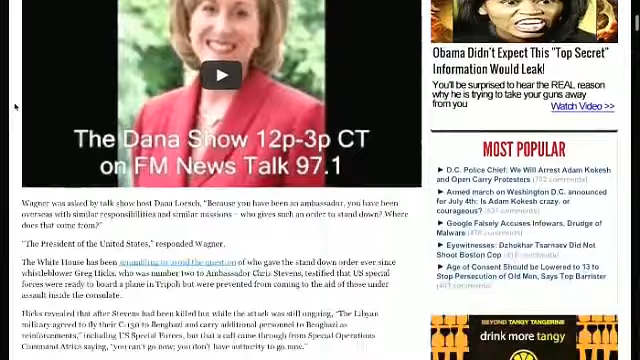 The Dana Show 12p-3p CT
on FM News Talk 97.1
Wagner was asked by talk show host Dana Loesch, "Because you have been an ambassador, you have been
overseas with similar responsibilities and similar missions – who gives such an order to stand down? Where
does that come from?"
"The President of the United States," responded Wagner.
The White House has been scrambling to avoid the question of who gave the stand down order ever since
whistleblower Greg Hicks, who was number two to Ambassador Chris Stevens, testified that US special
forces were ready to board a plane in Tripoli but were prevented from coming to the aid of those under
assault inside the consulate.
Hicks revealed that after Stevens had been killed but while the attack was still ongoing, "The Libyan
military agreed to fly their C-130 to Benghazi and carry additional personnel to Benghazi as
reinforcements," including US Special Forces, but that a call came through from Special Operations
Command Africa saying, "you can't go now; you don't have authority to go now."
Obama Didn't Expect This "Top Secret"
Information Would Leak!
You'll be surprised to hear the REAL reason
why he is trying to take your guns away
from you
Watch Video >>
MOST POPULAR
D.C. Police Chief: We Will Arrest Adam Kokesh
and Open Carry Protesters (702 comments)
Armed march on Washington D.C. announced
for July 4th: Is Adam Kokesh crazy, or
courageous?
Google Falsely Accuses Infowars, Drudge of
Malware
Eyewitnesses: Dzhokhar Tsarnaev Did Not
Shoot Boston Cop
Age of Consent Should be Lowered to 13 to
Stop Persecution of Old Men, Says Top Barrister
BEYOND TANGY TANGERINE
drink more tangy